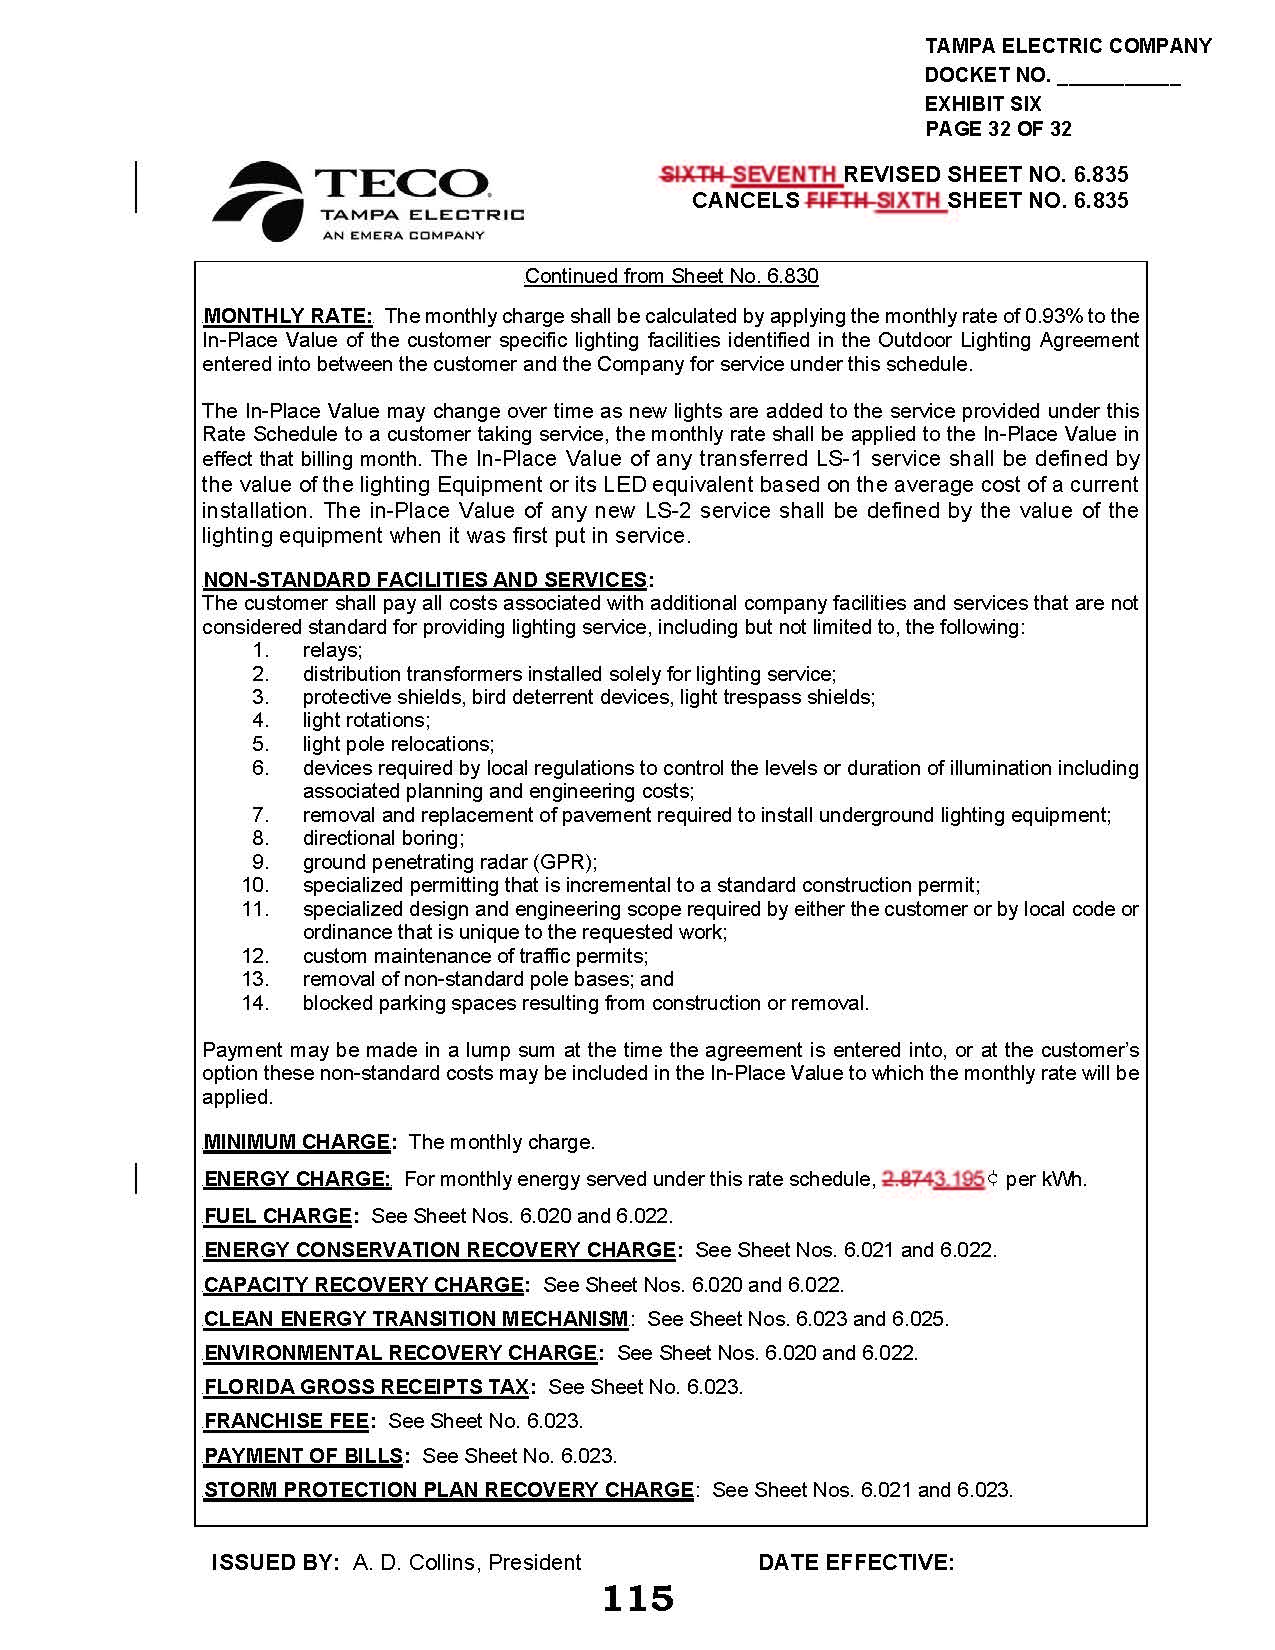 TAMPA ELECTRIC COMPANY
DOCKET NO. ___________
EXHIBIT SIX
PAGE 32 OF 32
TECO.
TAMPA ELECTRIC
AN EMERA COMPANY
SIXTH SEVENTH REVISED SHEET NO. 6.835
CANCELS FIFTH SIXTH SHEET NO. 6.835
Continued from Sheet No. 6.830
MONTHLY RATE: The monthly charge shall be calculated by applying the monthly rate of 0.93% to the
In-Place Value of the customer specific lighting facilities identified in the Outdoor Lighting Agreement
entered into between the customer and the Company for service under this schedule.
The In-Place Value may change over time as new lights are added to the service provided under this
Rate Schedule to a customer taking service, the monthly rate shall be applied to the In-Place Value in
effect that billing month. The In-Place Value of any transferred LS-1 service shall be defined by
the value of the lighting Equipment or its LED equivalent based on the average cost of a current
installation. The in-Place Value of any new LS-2 service shall be defined by the value of the
lighting equipment when it was first put in service.
NON-STANDARD FACILITIES AND SERVICES:
The customer shall pay all costs associated with additional company facilities and services that are not
considered standard for providing lighting service, including but not limited to, the following:
1. relays;
2. distribution transformers installed solely for lighting service;
3. protective shields, bird deterrent devices, light trespass shields;
4. light rotations;
5. light pole relocations;
6. devices required by local regulations to control the levels or duration of illumination including
associated planning and engineering costs;
7. removal and replacement of pavement required to install underground lighting equipment;
8. directional boring;
9. ground penetrating radar (GPR);
10. specialized permitting that is incremental to a standard construction permit;
11. specialized design and engineering scope required by either the customer or by local code or
ordinance that is unique to the requested work;
12. custom maintenance of traffic permits;
13. removal of non-standard pole bases; and
14. blocked parking spaces resulting from construction or removal.
Payment may be made in a lump sum at the time the agreement is entered into, or at the customer’s
option these non-standard costs may be included in the In-Place Value to which the monthly rate will be
applied.
MINIMUM CHARGE: The monthly charge.
ENERGY CHARGE: For monthly energy served under this rate schedule, 2.8743.195¢ per kWh.
FUEL CHARGE: See Sheet Nos. 6.020 and 6.022.
ENERGY CONSERVATION RECOVERY CHARGE: See Sheet Nos. 6.021 and 6.022.
CAPACITY RECOVERY CHARGE: See Sheet Nos. 6.020 and 6.022.
CLEAN ENERGY TRANSITION MECHANISM: See Sheet Nos. 6.023 and 6.025.
ENVIRONMENTAL RECOVERY CHARGE: See Sheet Nos. 6.020 and 6.022.
FLORIDA GROSS RECEIPTS TAX: See Sheet No. 6.023.
FRANCHISE FEE: See Sheet No. 6.023.
PAYMENT OF BILLS: See Sheet No. 6.023.
STORM PROTECTION PLAN RECOVERY CHARGE: See Sheet Nos. 6.021 and 6.023.
ISSUED BY: A. D. Collins, President DATE EFFECTIVE:
115